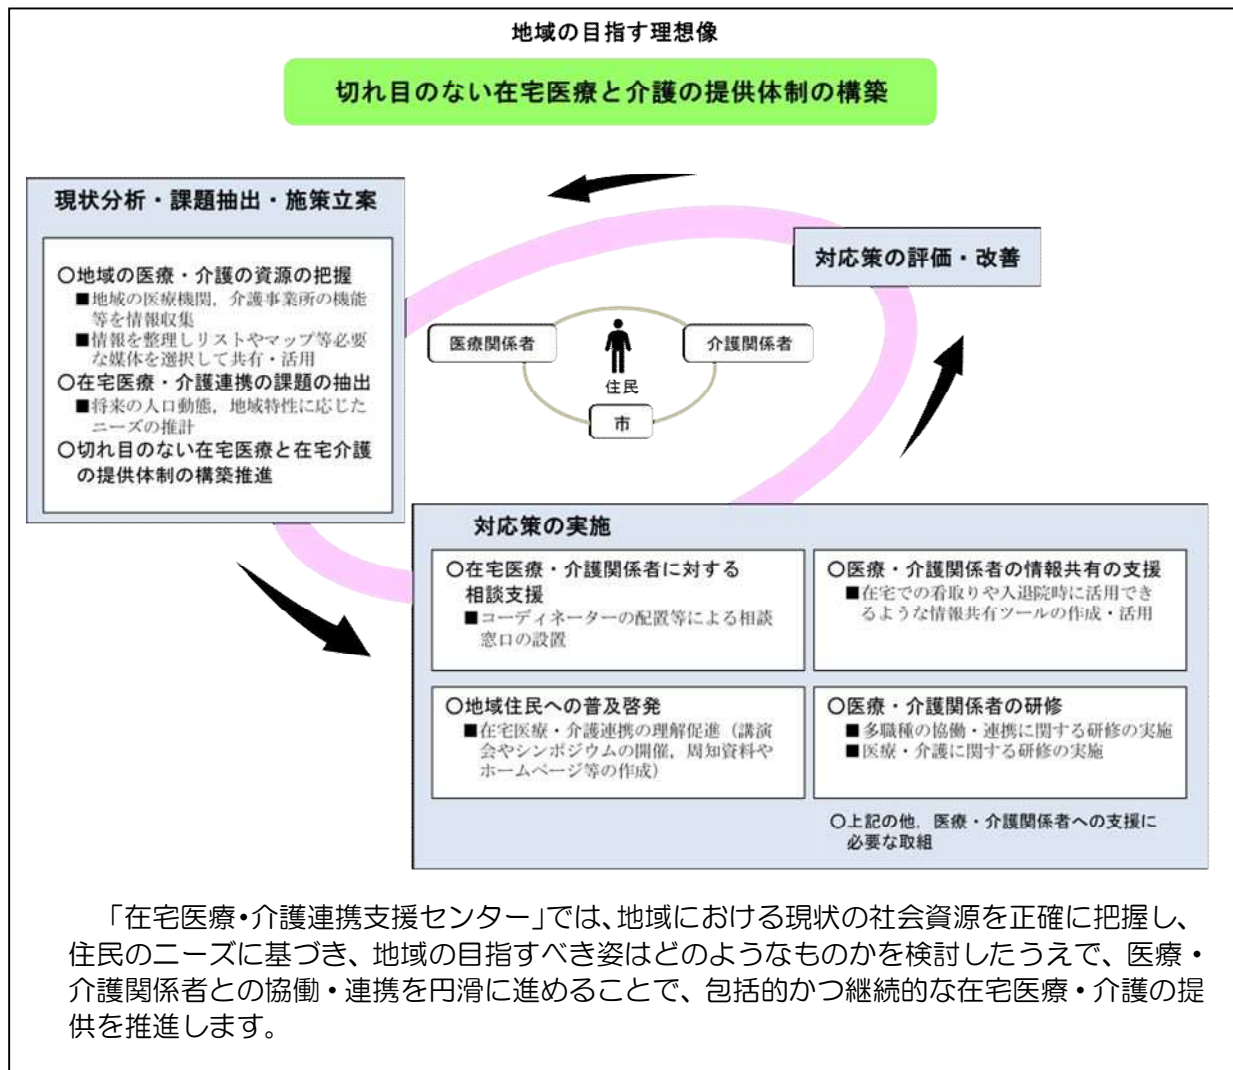 地域の目指す理想像
切れ目のない在宅医療と介護の提供体制の構築
現状分析・課題抽出・施策立案
〇地域の医療・介護の資源の把握
■地域の医療機関，介護事業所の機能
等を情報収集
■情報を整理しリストやマップ等必要
な媒体を選択して共有・活用
〇在宅医療・介護連携の課題の抽出
■将来の人口動態，地域特性に応じた
ニーズの推計
〇切れ目のない在宅医療と在宅介護
の提供体制の構築推進
対応策の評価・改善
医療関係者
介護関係者
住民
市
対応策の実施
〇在宅医療・介護関係者に対する
相談支援
■コーディネーターの配置等による相談
窓口の設置
〇医療・介護関係者の情報共有の支援
■在宅での看取りや入退院時に活用でき
るような情報共有ツールの作成・活用
〇地域住民への普及啓発
■在宅医療・介護連携の理解促進（講演
会やシンポジウムの開催，周知資料や
ホームページ等の作成）
〇医療・介護関係者の研修
■多職種の協働・連携に関する研修の実施
■医療・介護に関する研修の実施
〇上記の他，医療・介護関係者への支援に
必要な取組
「在宅医療・介護連携支援センター」では、地域における現状の社会資源を正確に把握し、
住民のニーズに基づき、地域の目指すべき姿はどのようなものかを検討したうえで、医療・
介護関係者との協働・連携を円滑に進めることで、包括的かつ継続的な在宅医療・介護の提
供を推進します。